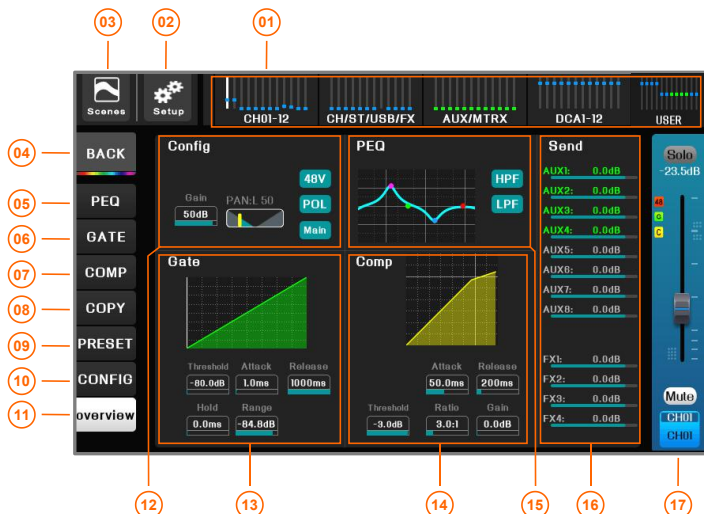 03
02
01
Scenes
Setup
CH01-12
CH/ST/USB/FX
AUX/MTRX
DCA1-12
USER
04
BACK
05
PEQ
06
GATE
07
COMP
08
COPY
09
PRESET
10
CONFIG
11
overview
Config
48V
Gain
PAN:L 50
POL
50dB
Main
PEQ
HPF
LPF
Gate
Threshold
Attack
Release
-80.0dB
1.0ms
1000ms
Hold
Range
0.0ms
-84.8dB
Comp
Attack
Release
50.0ms
200ms
Threshold
Ratio
Gain
-3.0dB
3.0:1
0.0dB
Send
AUX1: 0.0dB
AUX2: 0.0dB
AUX3: 0.0dB
AUX4: 0.0dB
AUX5: 0.0dB
AUX6: 0.0dB
AUX7: 0.0dB
AUX8: 0.0dB
FX1: 0.0dB
FX2: 0.0dB
FX3: 0.0dB
FX4: 0.0dB
Solo
-23.5dB
48
G
C
Mute
CH01
CH01
12
13
14
15
16
17